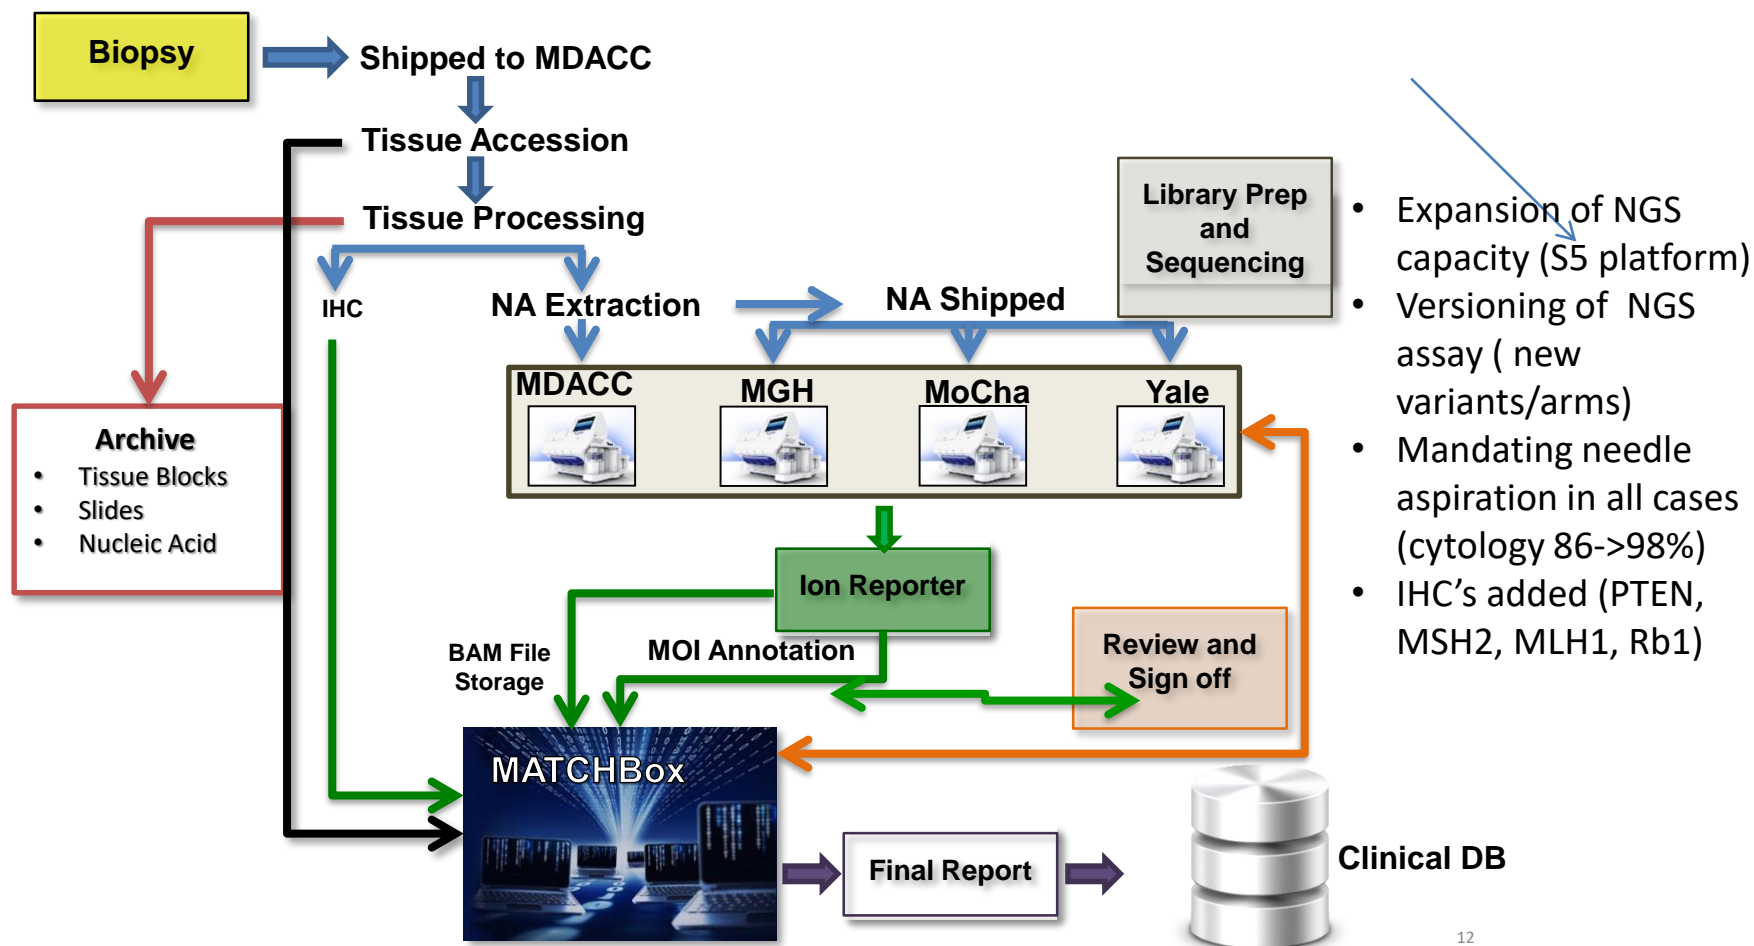 Biopsy
Shipped to MDACC
Tissue Accession
Tissue Processing
IHC
NA Extraction
NA Shipped
Library Prep
and
Sequencing
MDACC
MGH
MoCha
Yale
Archive
• Tissue Blocks
• Slides
• Nucleic Acid
Ion Reporter
BAM File
Storage
MOI Annotation
Review and
Sign off
MATCHBox
Final Report
Clinical DB
• Expansion of NGS
capacity (S5 platform)
• Versioning of NGS
assay ( new
variants/arms)
• Mandating needle
aspiration in all cases
(cytology 86->98%)
• IHC’s added (PTEN,
MSH2, MLH1, Rb1)
12